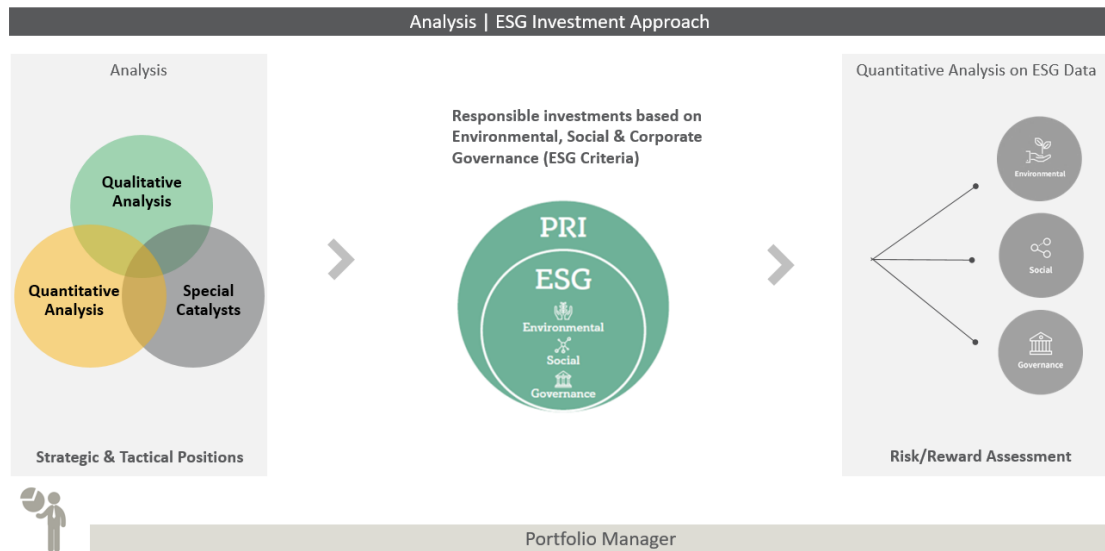 Analysis | ESG Investment Approach
Analysis
Qualitative
Analysis
Quantitative
Analysis
Special
Catalysts
Strategic & Tactical Positions
Responsible investments based on
Environmental, Social & Corporate
Governance (ESG Criteria)
PRI
ESG
Environmental
Social
Governance
Quantitative Analysis on ESG Data
Environmental
Social
Governance
Risk/Reward Assessment
Portfolio Manager